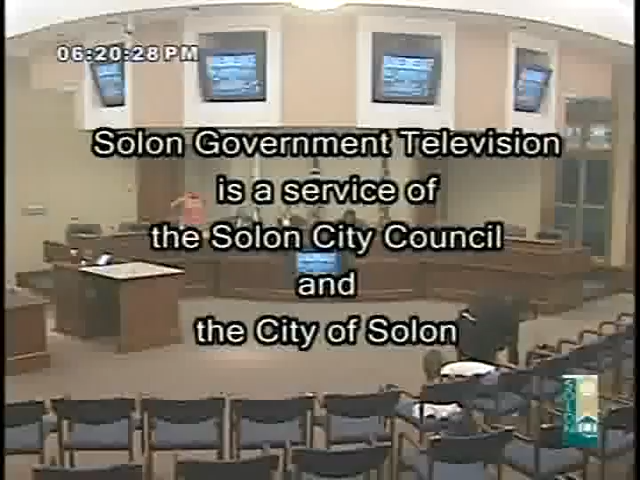 06:20:28 PM
Solon Government Television
is a service of
the Solon City Council
and
the City of Solon
SOLON